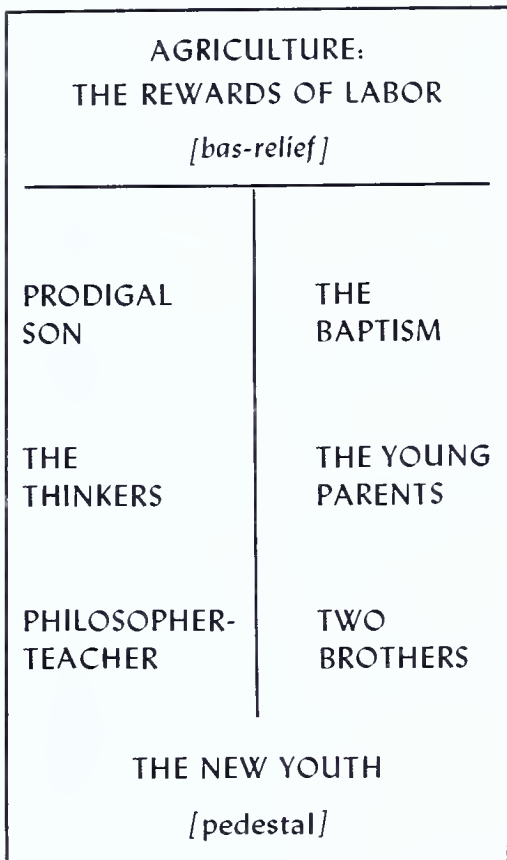 AGRICULTURE:
THE REWARDS OF LABOR
[bas-relief]
PRODIGAL
SON
THE
BAPTISM
THE
THINKERS
THE YOUNG
PARENTS
PHILOSOPHER-
TEACHER
TWO
BROTHERS
THE NEW YOUTH
[pedestal]